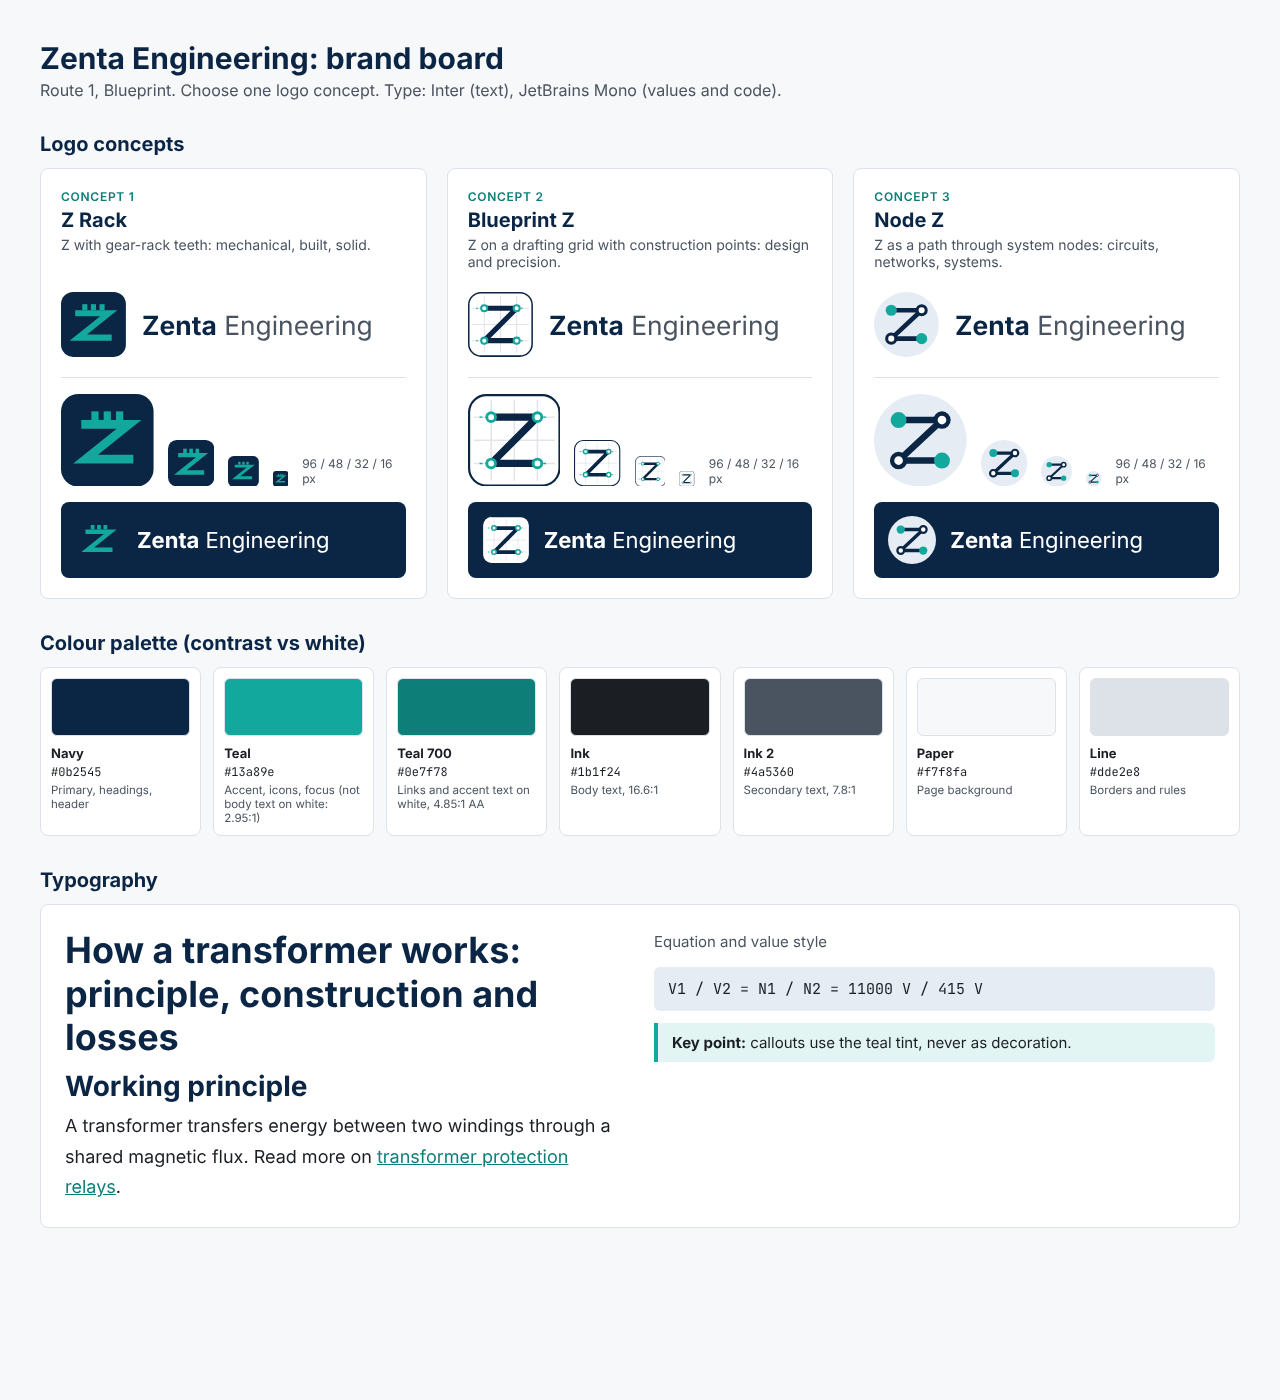 Zenta Engineering: brand board
Route 1, Blueprint. Choose one logo concept. Type: Inter (text), JetBrains Mono (values and code).
Logo concepts
CONCEPT 1
Z Rack
Z with gear-rack teeth: mechanical, built, solid.
Zenta Engineering
96 / 48 / 32 / 16
px
Zenta Engineering
CONCEPT 2
Blueprint Z
Z on a drafting grid with construction points: design
and precision.
Zenta Engineering
96 / 48 / 32 / 16
px
Zenta Engineering
CONCEPT 3
Node Z
Z as a path through system nodes: circuits,
networks, systems.
Zenta Engineering
96 / 48 / 32 / 16
px
Zenta Engineering
Colour palette (contrast vs white)
Navy
#0b2545
Primary, headings,
header
Teal
#13a89e
Accent, icons, focus (not
body text on white:
2.95:1)
Teal 700
#0e7f78
Links and accent text on
white, 4.85:1 AA
Ink
#1b1f24
Body text, 16.6:1
Ink 2
#4a5360
Secondary text, 7.8:1
Paper
#f7f8fa
Page background
Line
#dde2e8
Borders and rules
Typography
How a transformer works:
principle, construction and
losses
Working principle
A transformer transfers energy between two windings through a
shared magnetic flux. Read more on transformer protection
relays.
Equation and value style
V1 / V2 = N1 / N2 = 11000 V / 415 V
Key point: callouts use the teal tint, never as decoration.